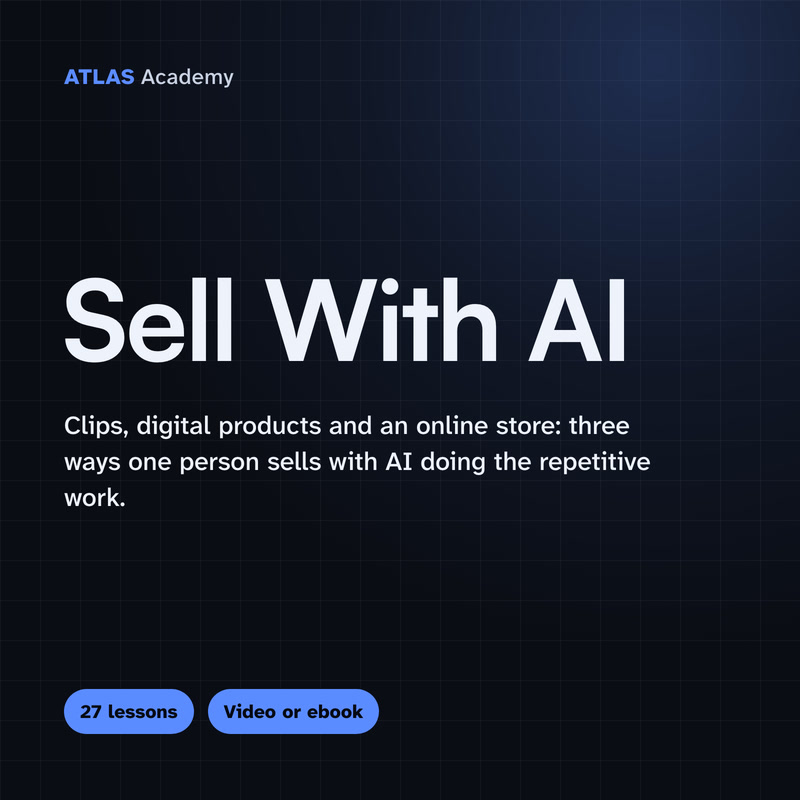 ATLAS Academy
Sell With AI
Clips, digital products and an online store: three
ways one person sells with AI doing the repetitive
work.
27 lessons
Video or ebook